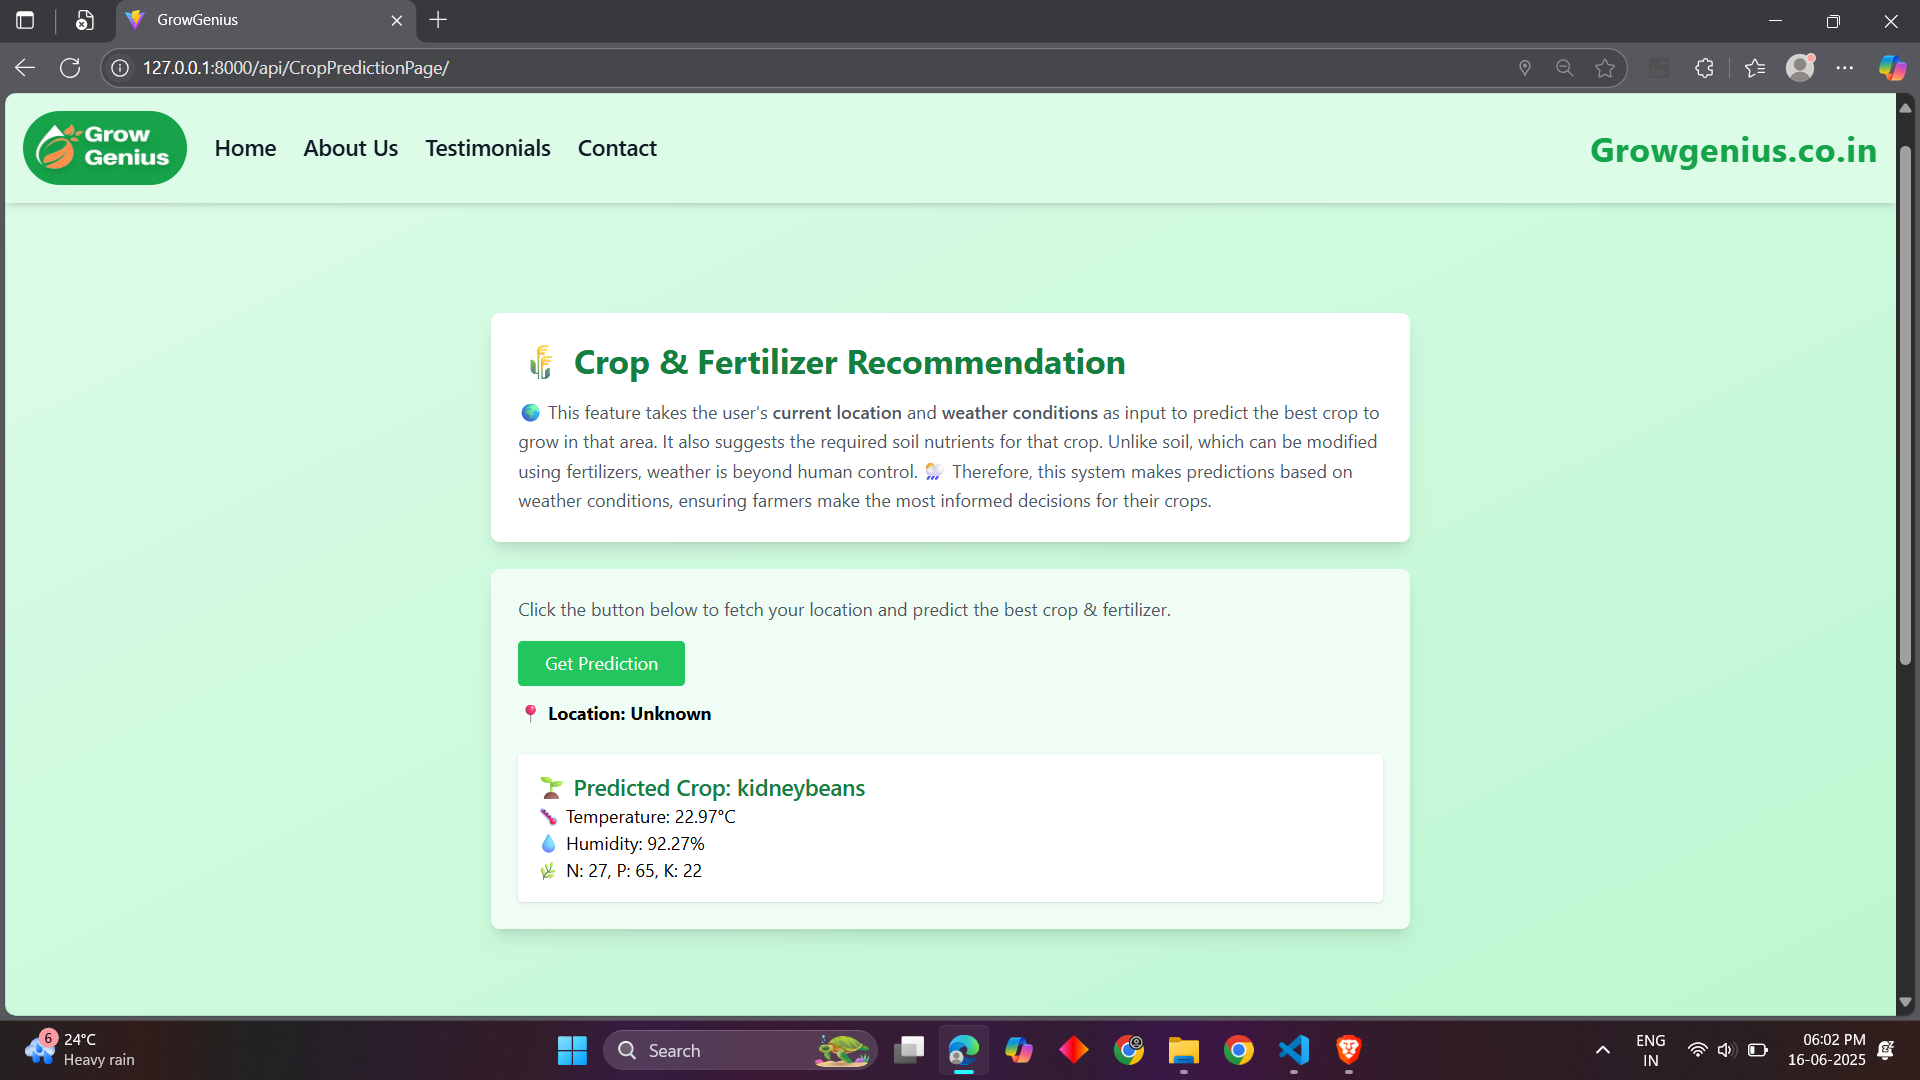 GrowGenius
127.0.0.1:8000/api/CropPredictionPage/
Grow
Genius
Home
About Us
Testimonials
Contact
Growgenius.co.in
Crop & Fertilizer Recommendation
This feature takes the user's current location and weather conditions as input to predict the best crop to
grow in that area. It also suggests the required soil nutrients for that crop. Unlike soil, which can be modified
using fertilizers, weather is beyond human control. Therefore, this system makes predictions based on
weather conditions, ensuring farmers make the most informed decisions for their crops.
Click the button below to fetch your location and predict the best crop & fertilizer.
Get Prediction
Location: Unknown
Predicted Crop: kidneybeans
Temperature: 22.97°C
Humidity: 92.27%
N: 27, P: 65, K: 22
6
24°C
Heavy rain
Search
ENG
IN
06:02 PM
16-06-2025